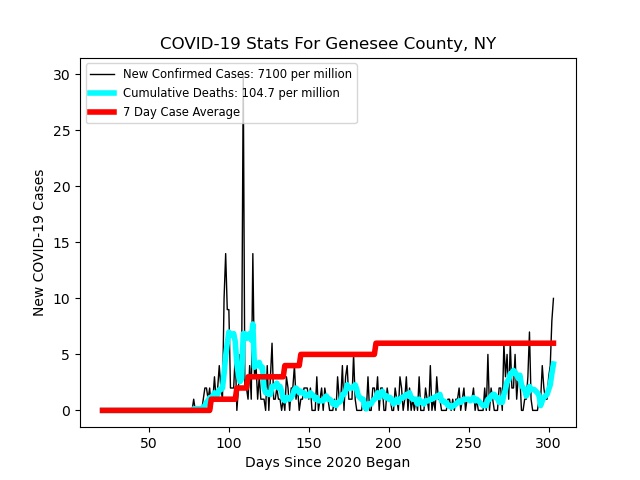 COVID-19 Stats For Genesee County, NY
New Confirmed Cases: 7100 per million
Cumulative Deaths: 104.7 per million
7 Day Case Average
New COVID-19 Cases
30
25
20
15
10
5
0
50 100 150 200 250 300
Days Since 2020 Began